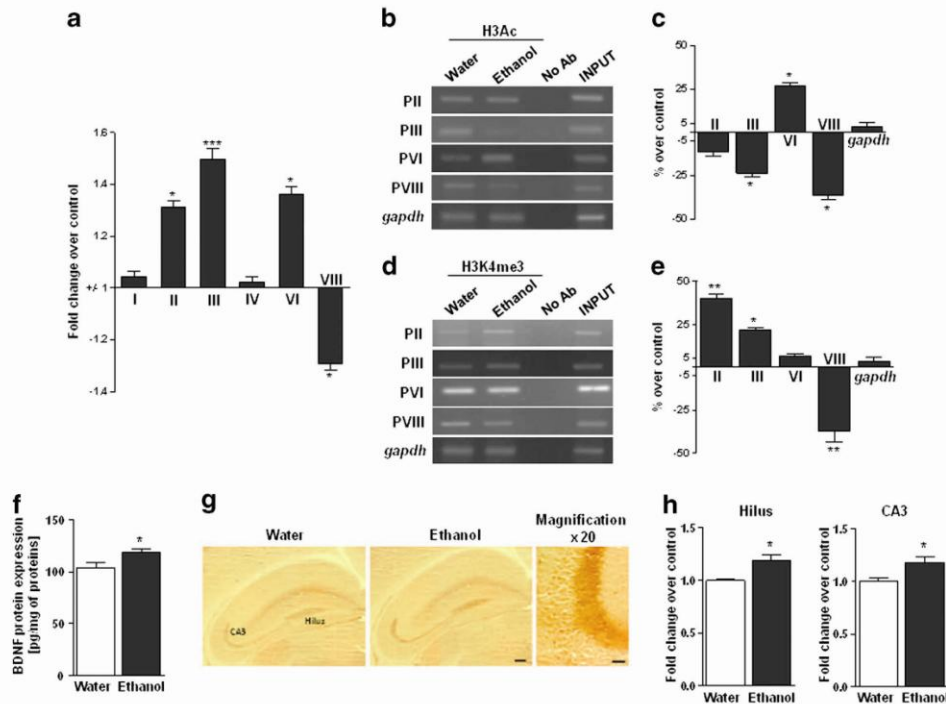 a
Fold change over control
1.6
1.4
1.2
+/- 1
-1.2
-1.4
I
*
II
***
III
IV
*
VI
VIII
*
b
H3Ac
Water Ethanol No Ab INPUT
PII
PIII
PVI
PVIII
gapdh
c
% over control
50
25
5
-5
-25
-50
II
III
*
*
VI
VIII
*
gapdh
d
H3K4me3
Water Ethanol No Ab INPUT
PII
PIII
PVI
PVIII
gapdh
e
% over control
50
25
5
-5
-25
-50
**
II
*
III
VI
VIII
**
gapdh
f
BDNF protein expression
[pg/mg of proteins]
150
100
50
0
*
Water Ethanol
g
Water Ethanol Magnification
x 20
CA3 Hilus
h
Hilus
Fold change over control
1.5
1.0
0.5
0.0
*
Water Ethanol
CA3
Fold change over control
1.5
1.0
0.5
0.0
*
Water Ethanol